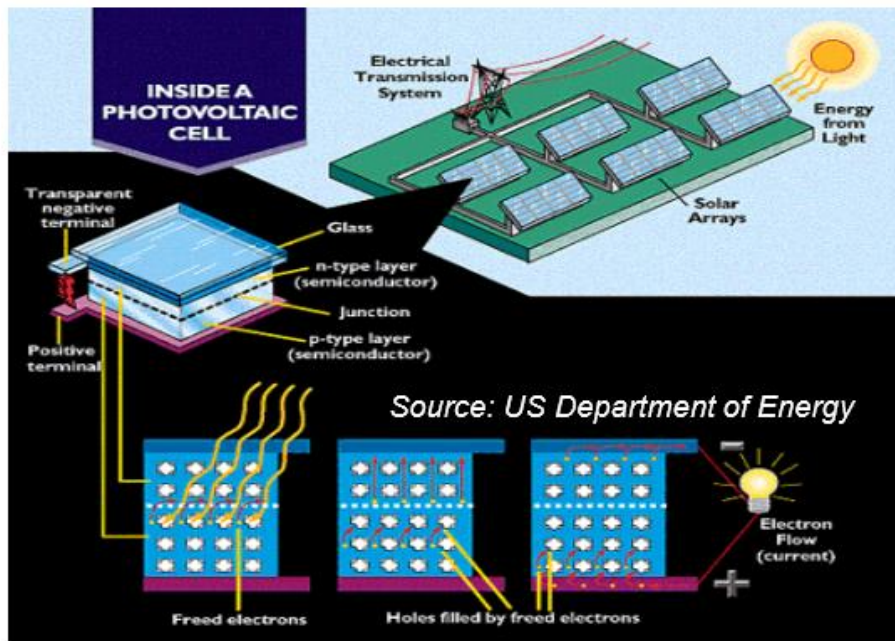 INSIDE A
PHOTOVOLTAIC
CELL
Electrical
Transmission
System
Energy
from
Light
Solar
Arrays
Transparent
negative
terminal
Glass
n-type layer
(semiconductor)
Junction
p-type layer
(semiconductor)
Positive
terminal
Source: US Department of Energy
−
Electron
Flow
(current)
+
Freed electrons
Holes filled by freed electrons